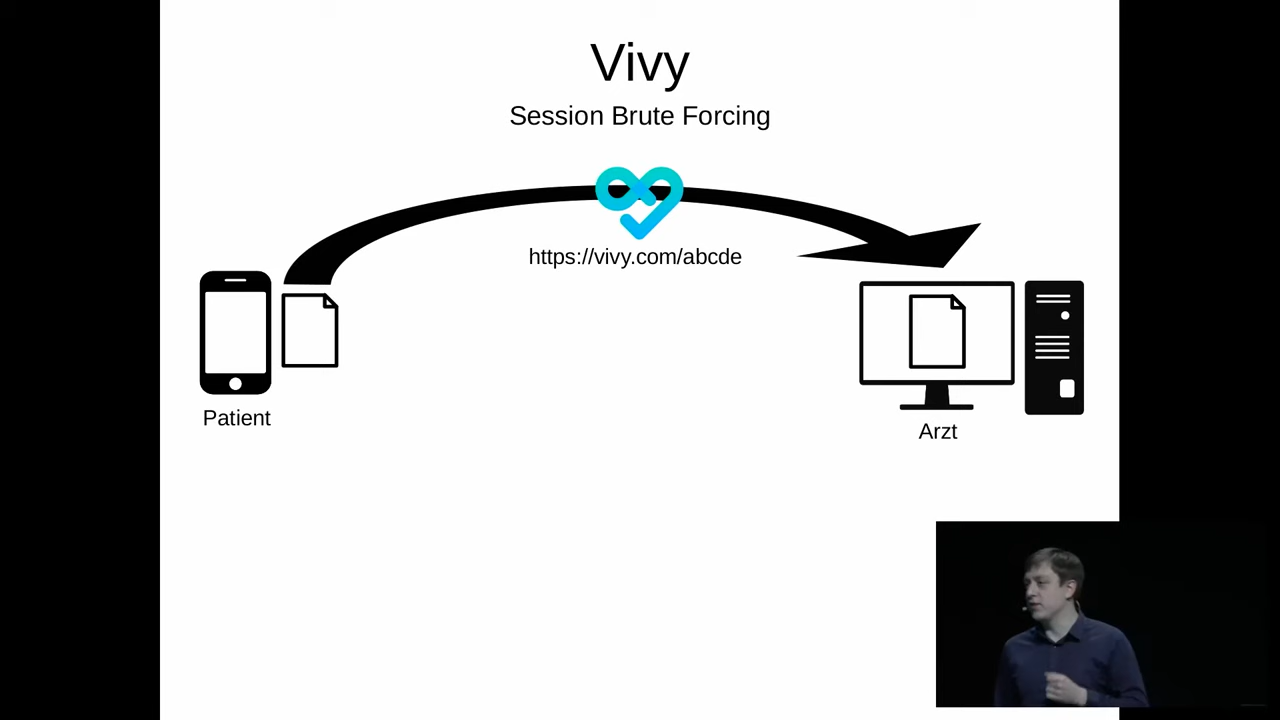 Vivy
Session Brute Forcing
https://vivy.com/abcde
Patient
Arzt